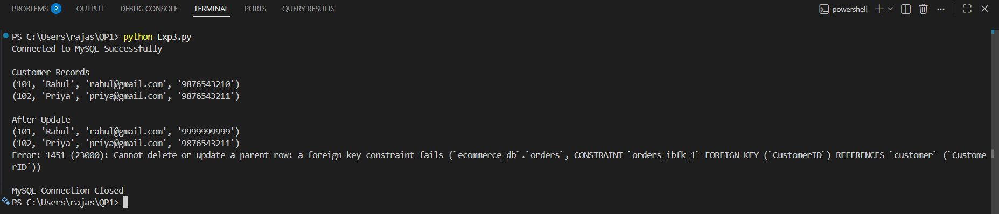 PROBLEMS 2 OUTPUT DEBUG CONSOLE TERMINAL PORTS QUERY RESULTS powershell
PS C:\Users\rajas\QP1> python Exp3.py
Connected to MySQL Successfully
Customer Records
(101, 'Rahul', 'rahul@gmail.com', '9876543210')
(102, 'Priya', 'priya@gmail.com', '9876543211')
After Update
(101, 'Rahul', 'rahul@gmail.com', '9999999999')
(102, 'Priya', 'priya@gmail.com', '9876543211')
Error: 1451 (23000): Cannot delete or update a parent row: a foreign key constraint fails (`ecommerce_db`.`orders`, CONSTRAINT `orders_ibfk_1` FOREIGN KEY (`CustomerID`) REFERENCES `customer` (`Custome
rID`))
MySQL Connection Closed
PS C:\Users\rajas\QP1>